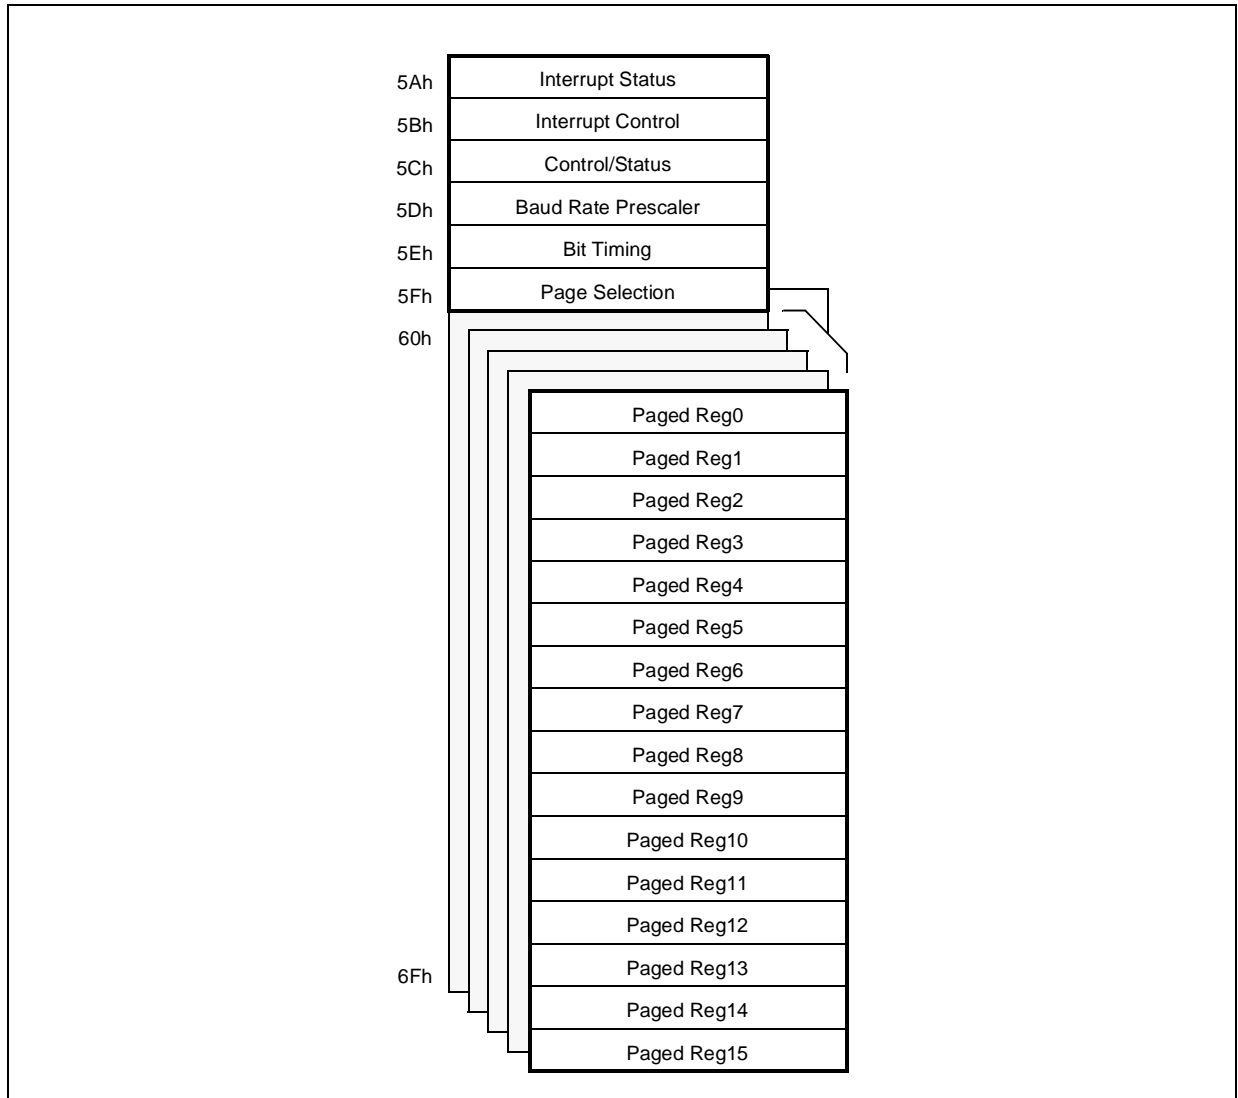 5Ah Interrupt Status
5Bh Interrupt Control
5Ch Control/Status
5Dh Baud Rate Prescaler
5Eh Bit Timing
5Fh Page Selection
60h
Paged Reg0
Paged Reg1
Paged Reg2
Paged Reg3
Paged Reg4
Paged Reg5
Paged Reg6
Paged Reg7
Paged Reg8
Paged Reg9
Paged Reg10
Paged Reg11
Paged Reg12
6Fh Paged Reg13
Paged Reg14
Paged Reg15